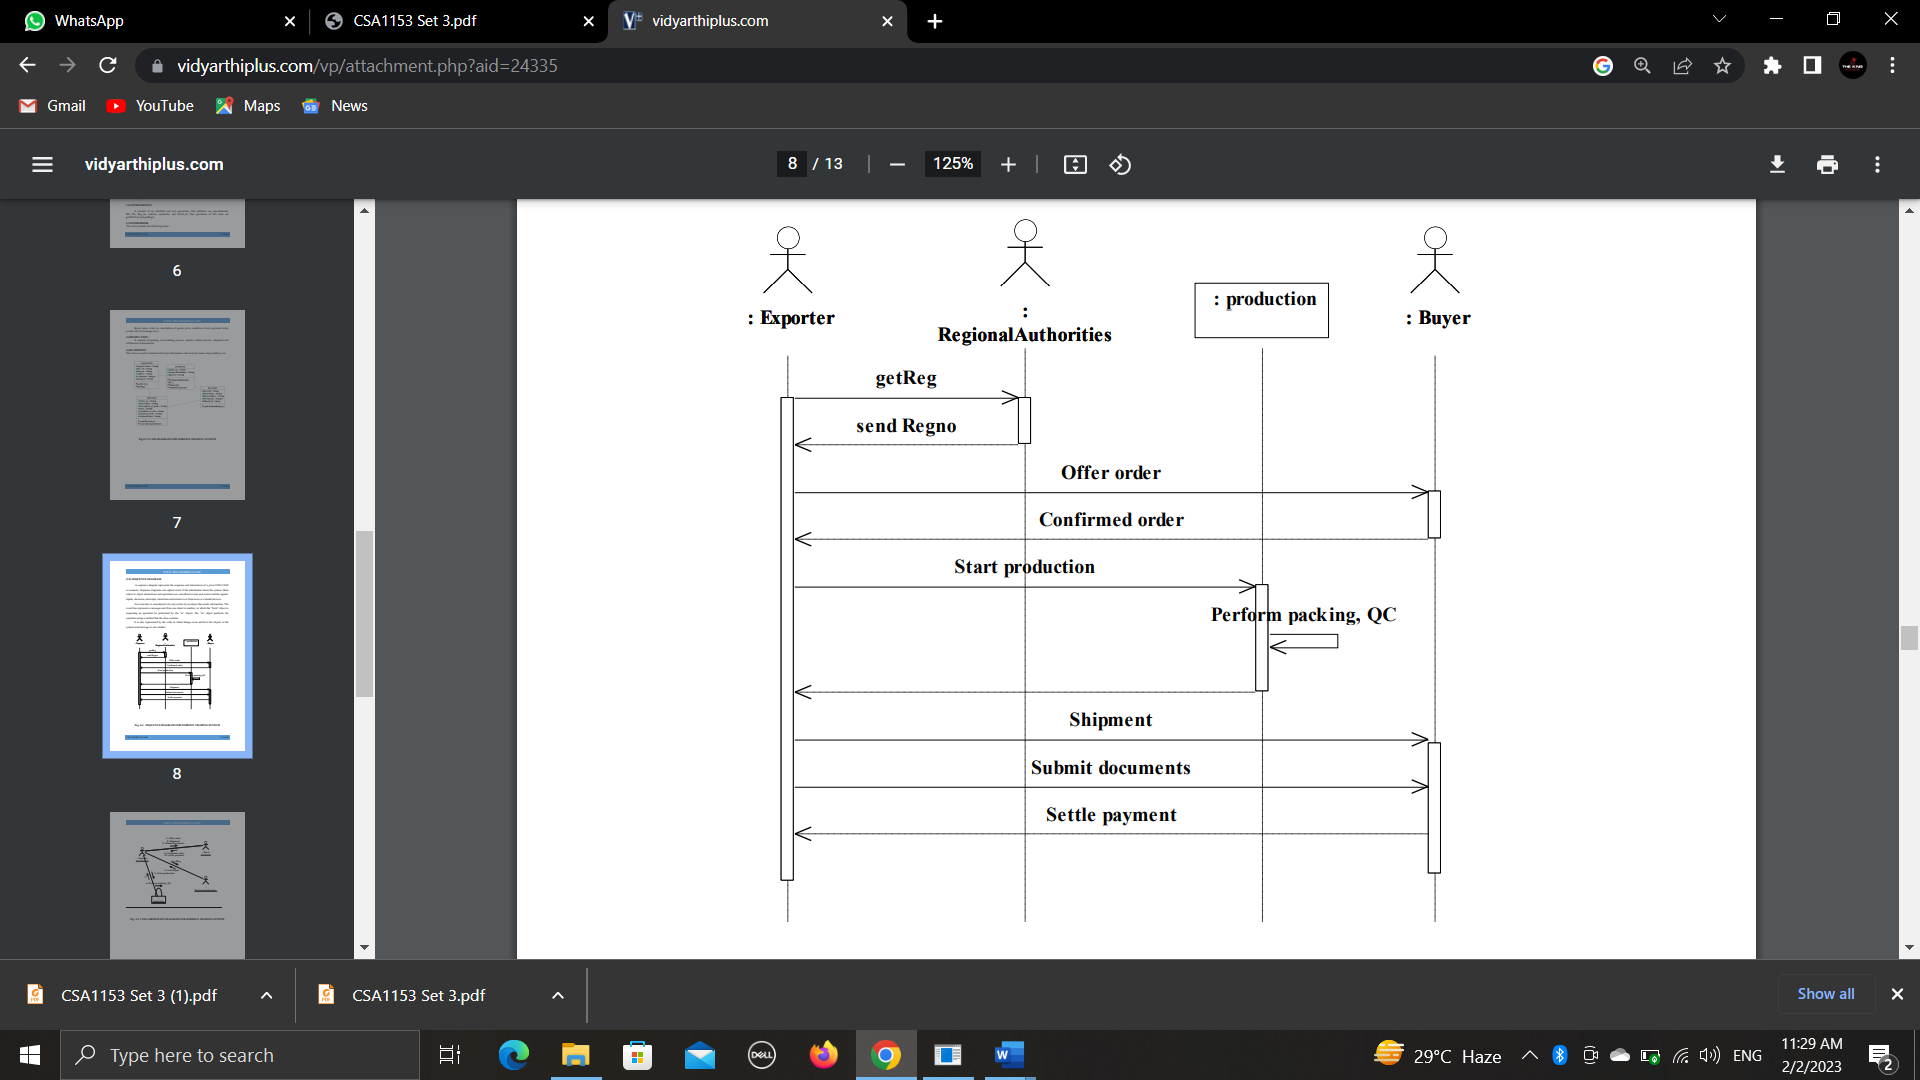 WhatsApp
CSA1153 Set 3.pdf
vidyarthiplus.com
vidyarthiplus.com/vp/attachment.php?aid=24335
Gmail
YouTube
Maps
News
vidyarthiplus.com
8 / 13
125%
6
7
8
: Exporter
:
RegionalAuthorities
: production
: Buyer
getReg
send Regno
Offer order
Confirmed order
Start production
Perform packing, QC
Shipment
Submit documents
Settle payment
CSA1153 Set 3 (1).pdf
CSA1153 Set 3.pdf
Show all
Type here to search
DELL
29°C Haze
ENG
11:29 AM
2/2/2023
2